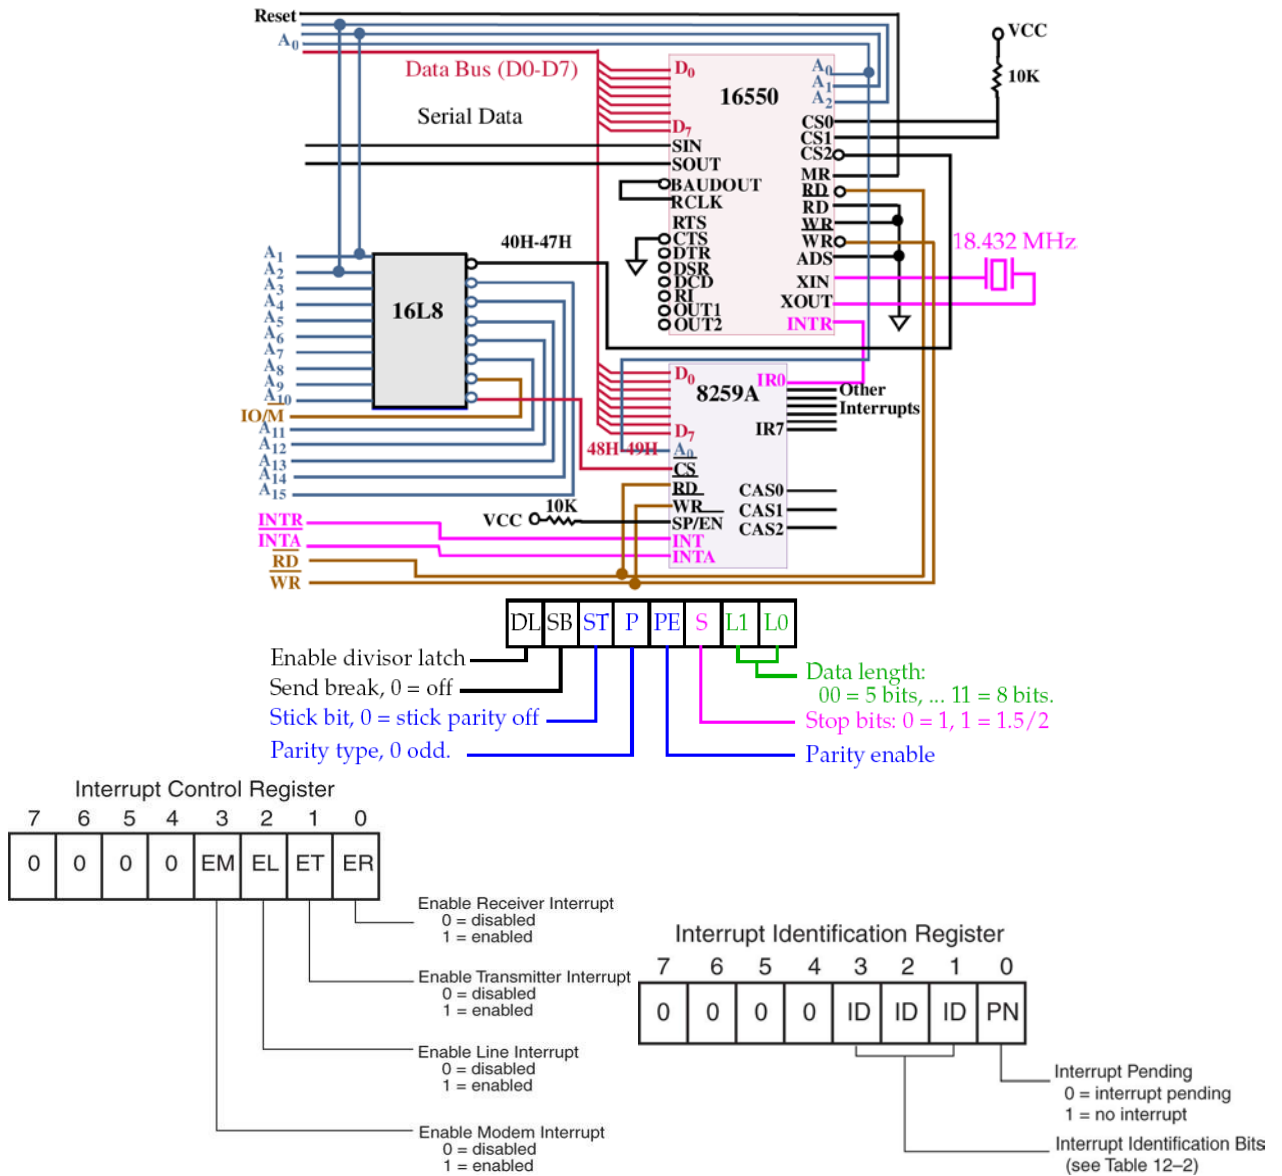 Reset
A0
Data Bus (D0-D7)
Serial Data
D0
D7
SIN
SOUT
BAUDOUT
RCLK
RTS
CTS
DTR
DSR
DCD
RI
OUT1
OUT2
16550
A0
A1
A2
CS0
CS1
CS2
MR
RD
RD
WR
WR
ADS
XIN
XOUT
INTR
VCC
10K
18.432 MHz
40H-47H
A1
A2
A3
A4
A5
A6
A7
A8
A9
A10
IO/M
A11
A12
A13
A14
A15
16L8
D0
D7
48H-49H
A0
CS
RD
WR
SP/EN
INT
INTA
8259A
IR0
Other
Interrupts
IR7
CAS0
CAS1
CAS2
VCC
10K
INTR
INTA
RD
WR
DL SB ST P PE S L1 L0
Enable divisor latch
Send break, 0 = off
Stick bit, 0 = stick parity off
Parity type, 0 odd.
Data length:
00 = 5 bits, ... 11 = 8 bits.
Stop bits: 0 = 1, 1 = 1.5/2
Parity enable
Interrupt Control Register
7 6 5 4 3 2 1 0
0 0 0 0 EM EL ET ER
Enable Receiver Interrupt
0 = disabled
1 = enabled
Enable Transmitter Interrupt
0 = disabled
1 = enabled
Enable Line Interrupt
0 = disabled
1 = enabled
Enable Modem Interrupt
0 = disabled
1 = enabled
Interrupt Identification Register
7 6 5 4 3 2 1 0
0 0 0 0 ID ID ID PN
Interrupt Pending
0 = interrupt pending
1 = no interrupt
Interrupt Identification Bits
(see Table 12–2)